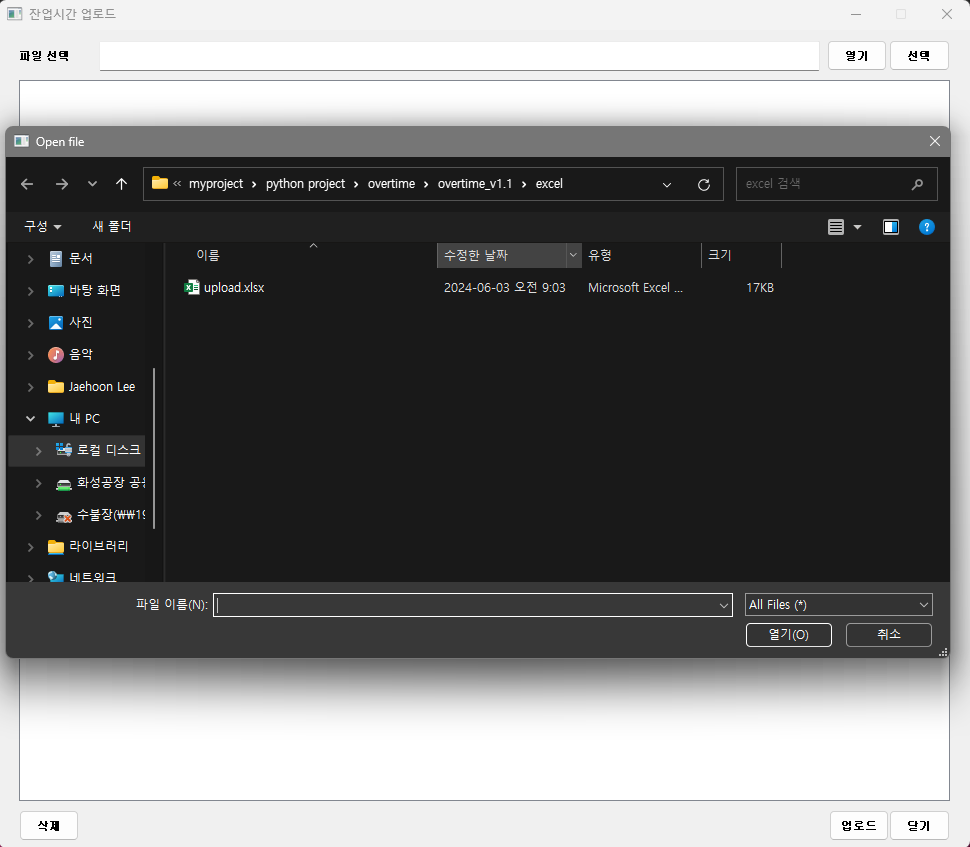 잔업시간 업로드
파일 선택 열기 선택
Open file
« myproject › python project › overtime › overtime_v1.1 › excel excel 검색
구성 새 폴더
이름 수정한 날짜 유형 크기
upload.xlsx 2024-06-03 오전 9:03 Microsoft Excel ... 17KB
문서
바탕 화면
사진
음악
Jaehoon Lee
내 PC
로컬 디스크
화성공장 공용
수불장(₩₩19
라이브러리
네트워크
파일 이름(N): All Files (*)
열기(O) 취소
삭제 업로드 닫기